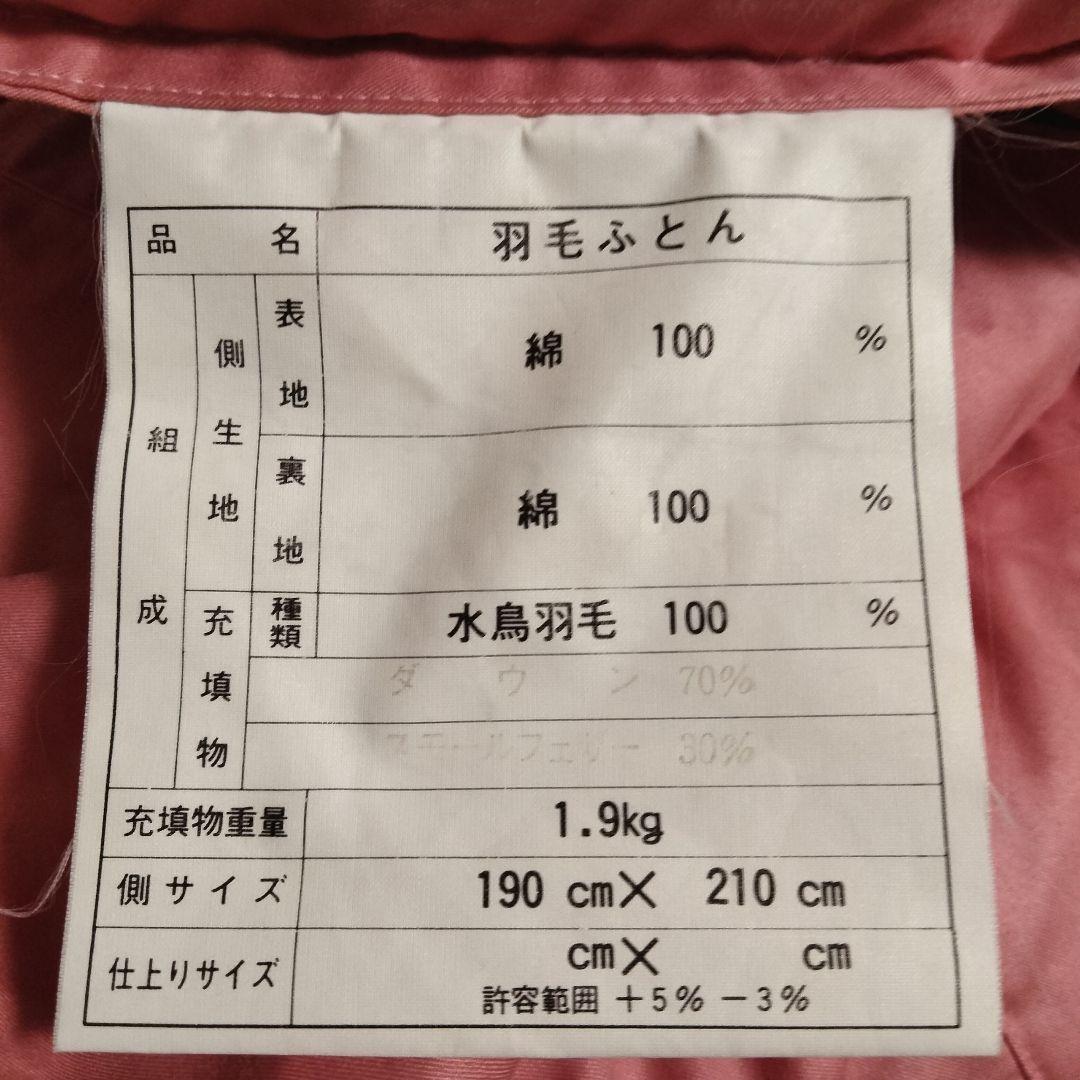 品名 羽毛ふとん
組成 側生地 表地 綿 100 %
裏地 綿 100 %
充填物 種類 水鳥羽毛 100 %
ダウン 70%
スモールフェザー 30%
充填物重量 1.9kg
側サイズ 190 cm× 210 cm
仕上りサイズ cm× cm
許容範囲 +5% -3%